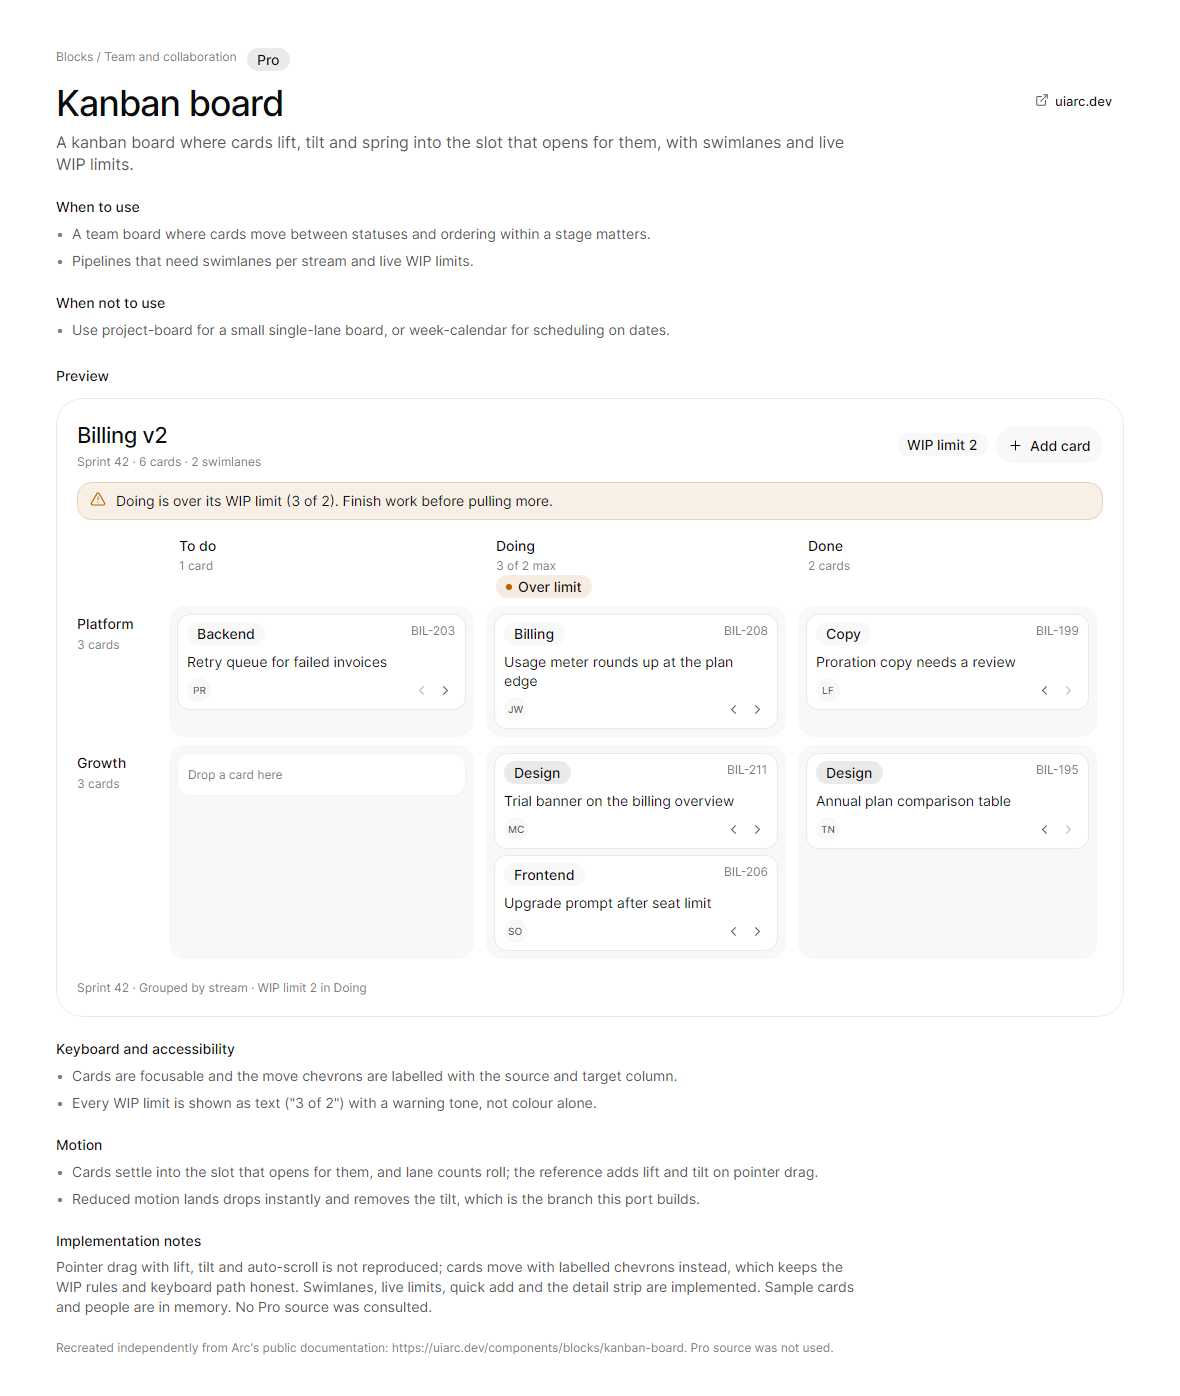 Blocks / Team and collaboration Pro
Kanban board
uiarc.dev
A kanban board where cards lift, tilt and spring into the slot that opens for them, with swimlanes and live
WIP limits.
When to use
• A team board where cards move between statuses and ordering within a stage matters.
• Pipelines that need swimlanes per stream and live WIP limits.
When not to use
• Use project-board for a small single-lane board, or week-calendar for scheduling on dates.
Preview
Billing v2
WIP limit 2
+ Add card
Sprint 42 · 6 cards · 2 swimlanes
Doing is over its WIP limit (3 of 2). Finish work before pulling more.
To do
1 card
Doing
3 of 2 max
Over limit
Done
2 cards
Platform
3 cards
Backend BIL-203
Retry queue for failed invoices
PR
Billing BIL-208
Usage meter rounds up at the plan
edge
JW
Copy BIL-199
Proration copy needs a review
LF
Growth
3 cards
Drop a card here
Design BIL-211
Trial banner on the billing overview
MC
Frontend BIL-206
Upgrade prompt after seat limit
SO
Design BIL-195
Annual plan comparison table
TN
Sprint 42 · Grouped by stream · WIP limit 2 in Doing
Keyboard and accessibility
• Cards are focusable and the move chevrons are labelled with the source and target column.
• Every WIP limit is shown as text ("3 of 2") with a warning tone, not colour alone.
Motion
• Cards settle into the slot that opens for them, and lane counts roll; the reference adds lift and tilt on pointer drag.
• Reduced motion lands drops instantly and removes the tilt, which is the branch this port builds.
Implementation notes
Pointer drag with lift, tilt and auto-scroll is not reproduced; cards move with labelled chevrons instead, which keeps the
WIP rules and keyboard path honest. Swimlanes, live limits, quick add and the detail strip are implemented. Sample cards
and people are in memory. No Pro source was consulted.
Recreated independently from Arc's public documentation: https://uiarc.dev/components/blocks/kanban-board. Pro source was not used.